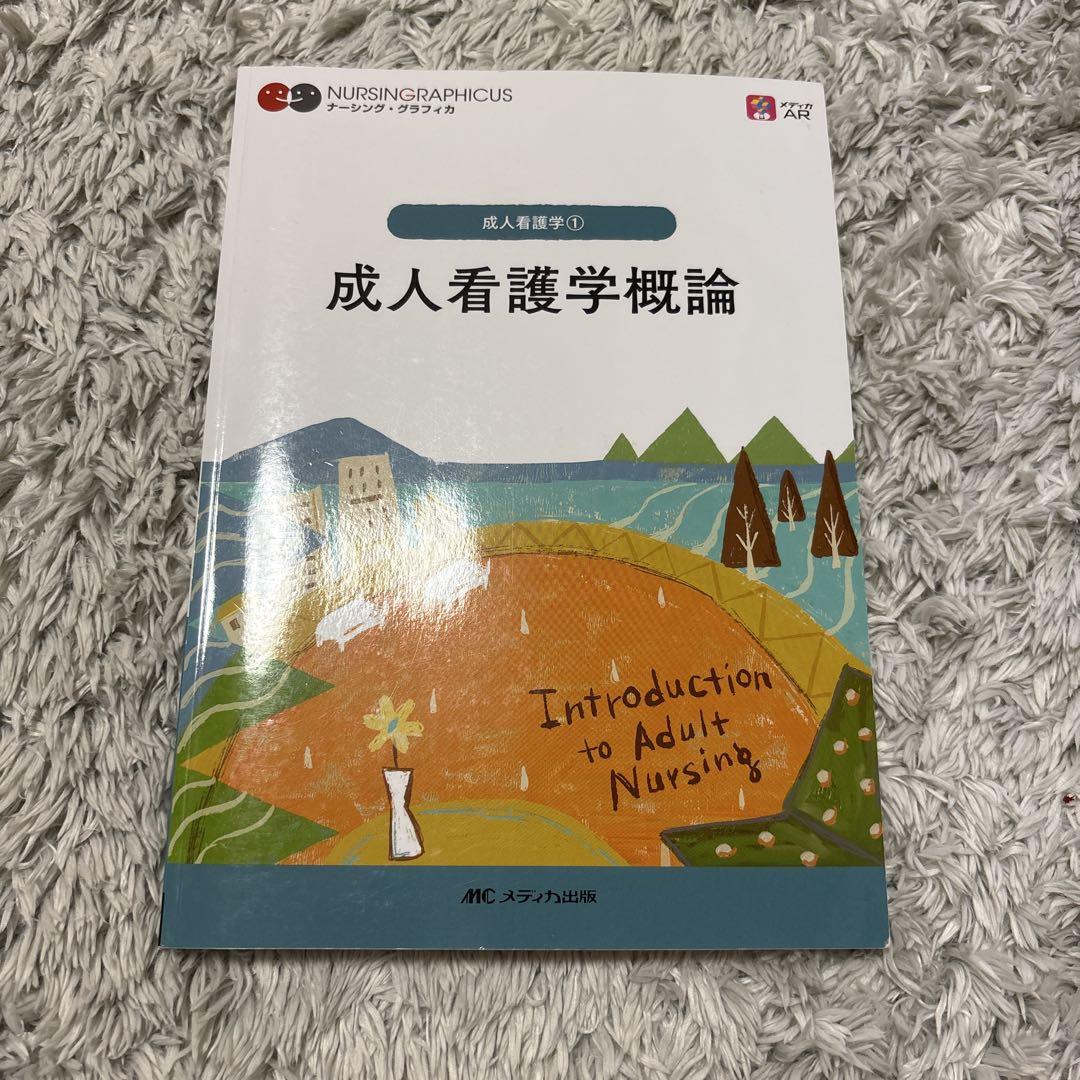 NURSINGRAPHICUS
ナーシング・グラフィカ
メディカ
AR
成人看護学①
成人看護学概論
Introduction
to Adult
Nursing
MC メディカ出版